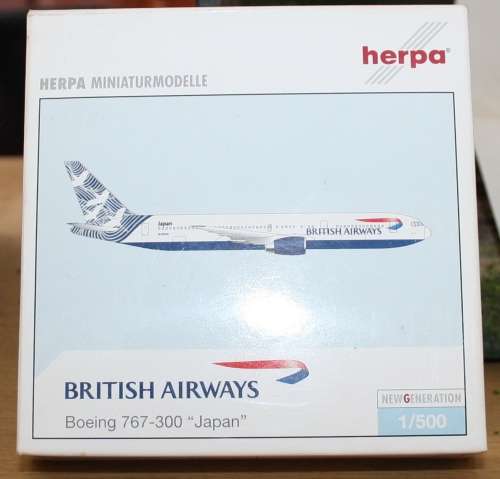 herpa®
HERPA MINIATURMODELLE
Japan
BRITISH AIRWAYS
BRITISH AIRWAYS
Boeing 767-300 "Japan"
NEWGENERATION
1/500